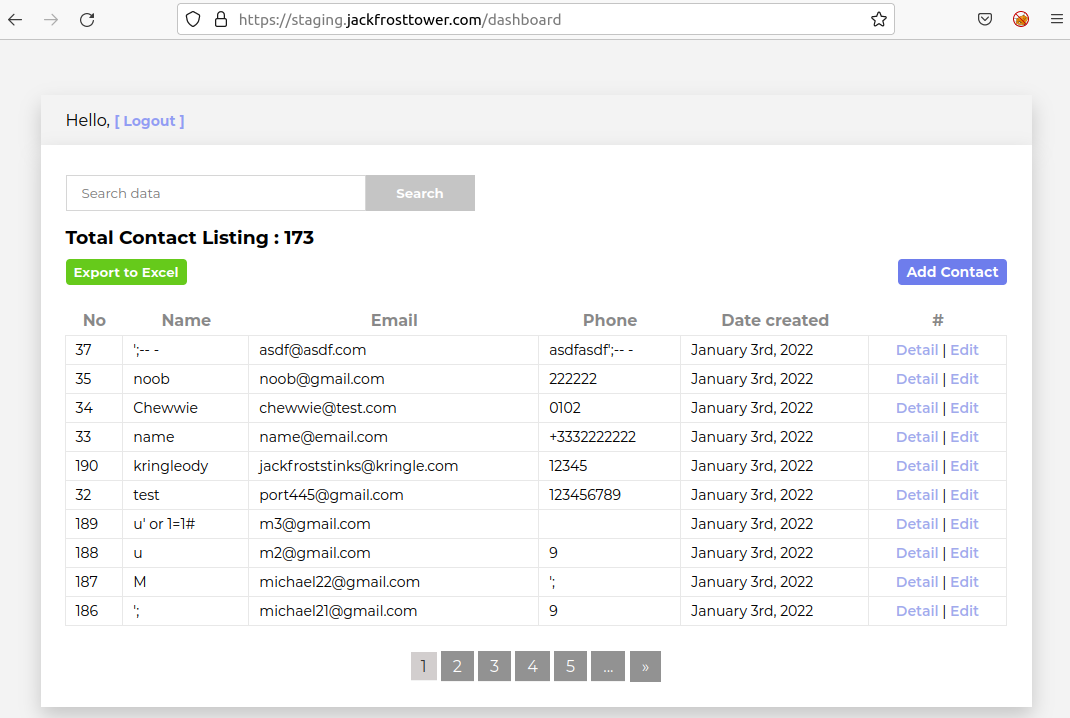 https://staging.jackfrosttower.com/dashboard
Hello, [ Logout ]
Search data Search
Total Contact Listing : 173
Export to Excel Add Contact
No Name Email Phone Date created #
37 ';-- - asdf@asdf.com asdfasdf';-- - January 3rd, 2022 Detail | Edit
35 noob noob@gmail.com 222222 January 3rd, 2022 Detail | Edit
34 Chewwie chewwie@test.com 0102 January 3rd, 2022 Detail | Edit
33 name name@email.com +3332222222 January 3rd, 2022 Detail | Edit
190 kringleody jackfroststinks@kringle.com 12345 January 3rd, 2022 Detail | Edit
32 test port445@gmail.com 123456789 January 3rd, 2022 Detail | Edit
189 u' or 1=1# m3@gmail.com January 3rd, 2022 Detail | Edit
188 u m2@gmail.com 9 January 3rd, 2022 Detail | Edit
187 M michael22@gmail.com '; January 3rd, 2022 Detail | Edit
186 '; michael21@gmail.com 9 January 3rd, 2022 Detail | Edit
1 2 3 4 5 ... »